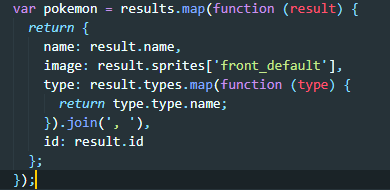 var pokemon = results.map(function (result) {
  return {
    name: result.name,
    image: result.sprites['front_default'],
    type: result.types.map(function (type) {
      return type.type.name;
    }).join(', '),
    id: result.id
  };
});